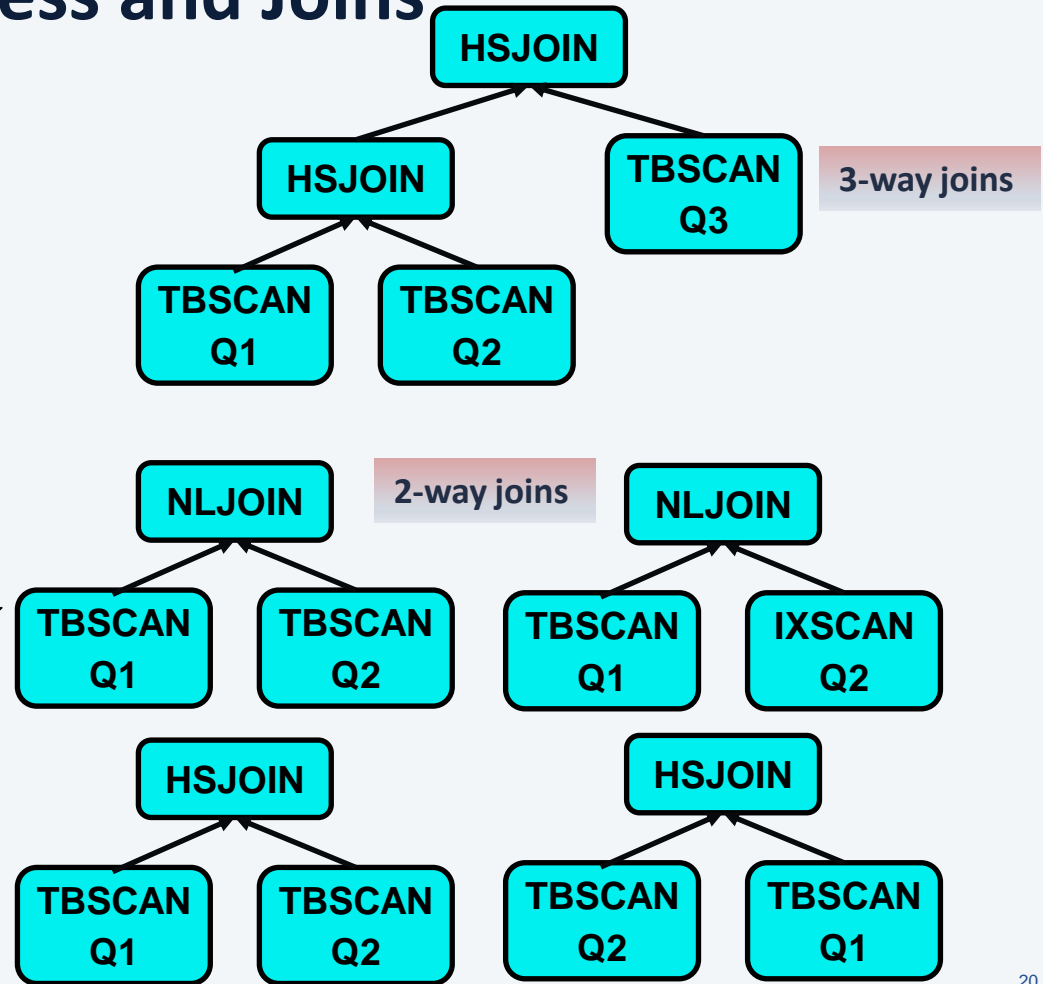 ess and Joins
HSJOIN
HSJOIN
TBSCAN
Q3
3-way joins
TBSCAN
Q1
TBSCAN
Q2
NLJOIN
2-way joins
NLJOIN
TBSCAN
Q1
TBSCAN
Q2
TBSCAN
Q1
IXSCAN
Q2
HSJOIN
HSJOIN
TBSCAN
Q1
TBSCAN
Q2
TBSCAN
Q2
TBSCAN
Q1
20